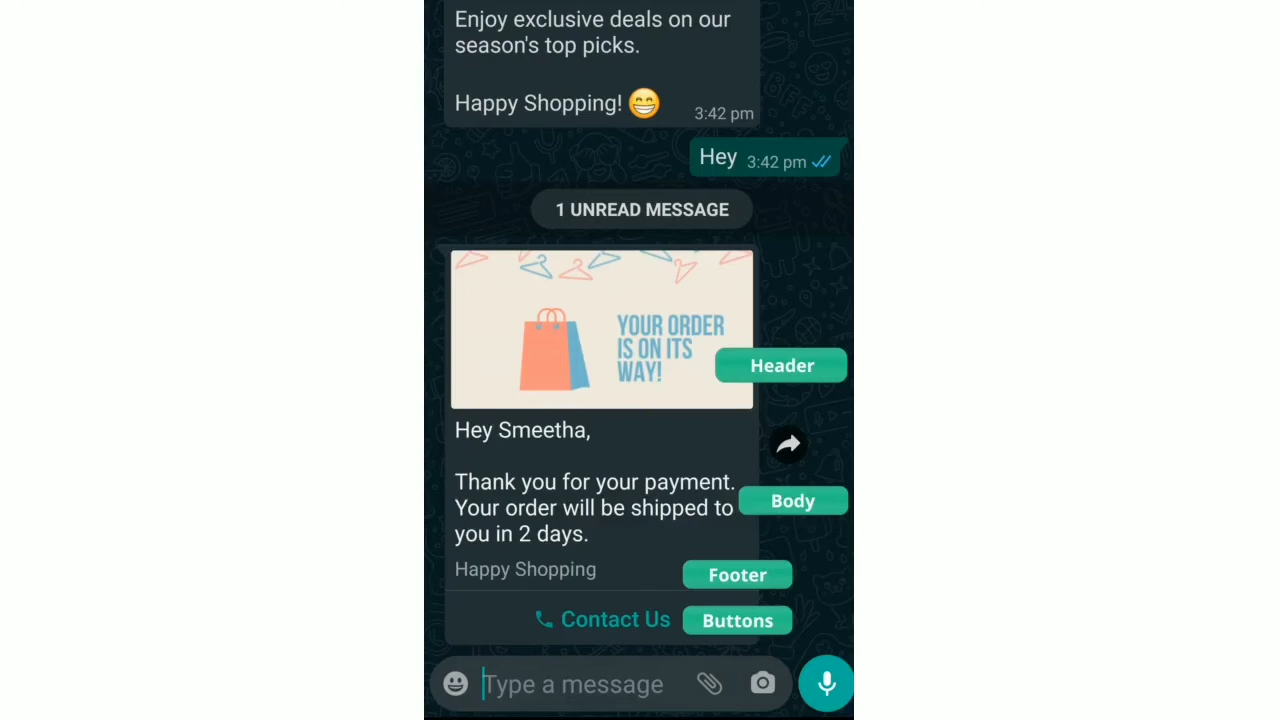 Enjoy exclusive deals on our
season's top picks.
Happy Shopping! 😁
3:42 pm
Hey 3:42 pm
1 UNREAD MESSAGE
YOUR ORDER
IS ON ITS
WAY!
Header
Hey Smeetha,
Thank you for your payment.
Your order will be shipped to
you in 2 days.
Body
Happy Shopping
Footer
Contact Us
Buttons
Type a message